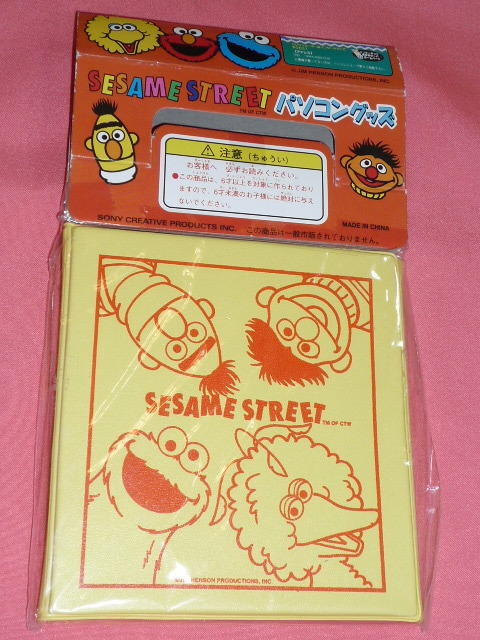 © JIM HENSON PRODUCTIONS, INC.
SESAME STREET パソコングッズ
TM OF CTW
注意(ちゅうい)
お客様へ 必ずお読みください。
●この商品は、6才以上を対象に作られており
ますので、6才未満のお子様には絶対に与え
ないでください。
SONY CREATIVE PRODUCTS INC.
MADE IN CHINA
この商品は一般市販されておりません。
SESAME STREET
TM OF CTW
HENSON PRODUCTIONS, INC.